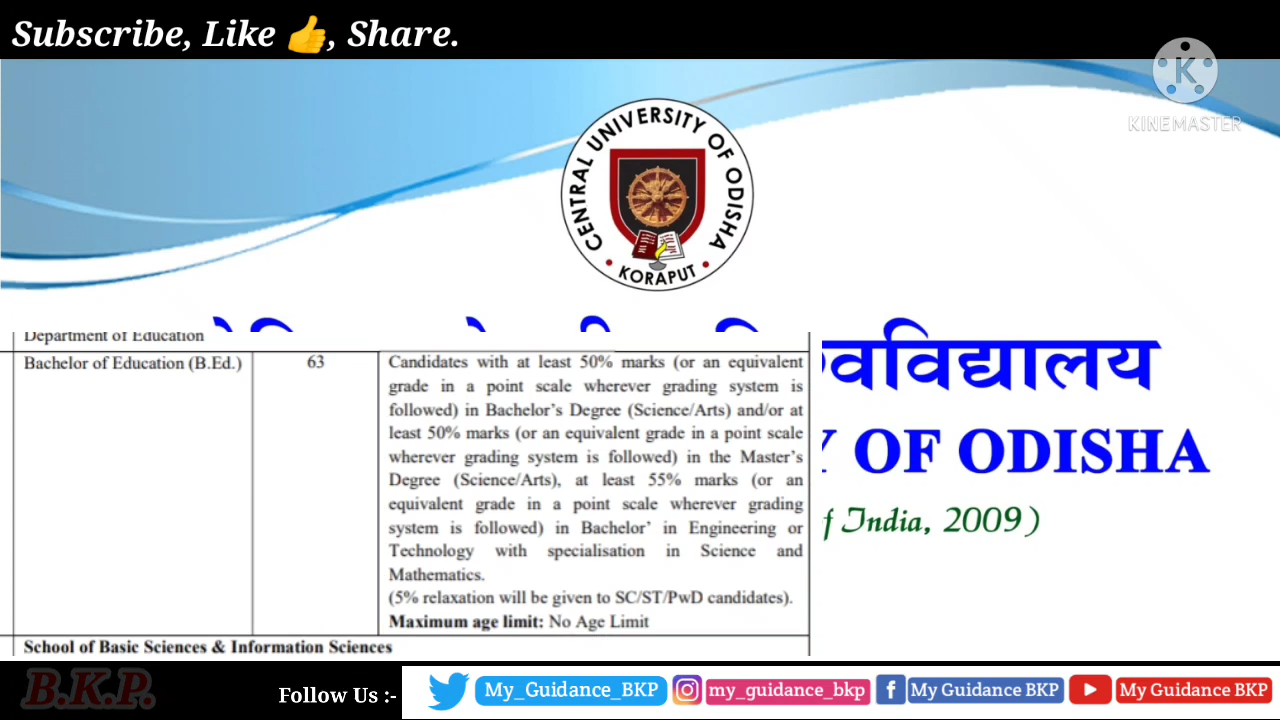 Subscribe, Like 👍, Share.
K
KINEMASTER
CENTRAL UNIVERSITY OF ODISHA
KORAPUT
Department of Education
Bachelor of Education (B.Ed.)
63
Candidates with at least 50% marks (or an equivalent
grade in a point scale wherever grading system is
followed) in Bachelor's Degree (Science/Arts) and/or at
least 50% marks (or an equivalent grade in a point scale
wherever grading system is followed) in the Master's
Degree (Science/Arts), at least 55% marks (or an
equivalent grade in a point scale wherever grading
system is followed) in Bachelor' in Engineering or
Technology with specialisation in Science and
Mathematics.
(5% relaxation will be given to SC/ST/PwD candidates).
Maximum age limit: No Age Limit
School of Basic Sciences & Information Sciences
OF ODISHA
India, 2009)
B.K.P.
Follow Us :-
My_Guidance_BKP
my_guidance_bkp
My Guidance BKP
My Guidance BKP